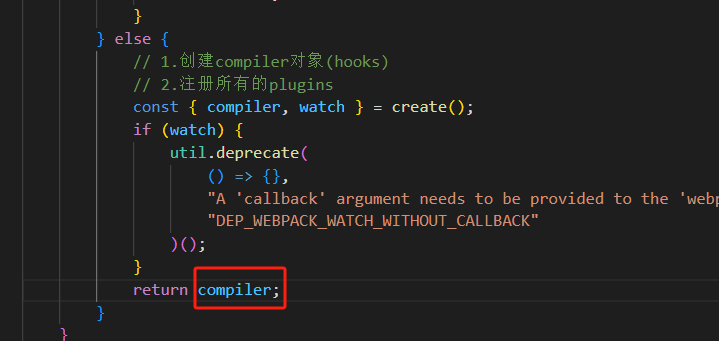 }
} else {
// 1.创建compiler对象(hooks)
// 2.注册所有的plugins
const { compiler, watch } = create();
if (watch) {
util.deprecate(
() => {},
"A 'callback' argument needs to be provided to the 'webp
"DEP_WEBPACK_WATCH_WITHOUT_CALLBACK"
)();
}
return compiler;
}
}